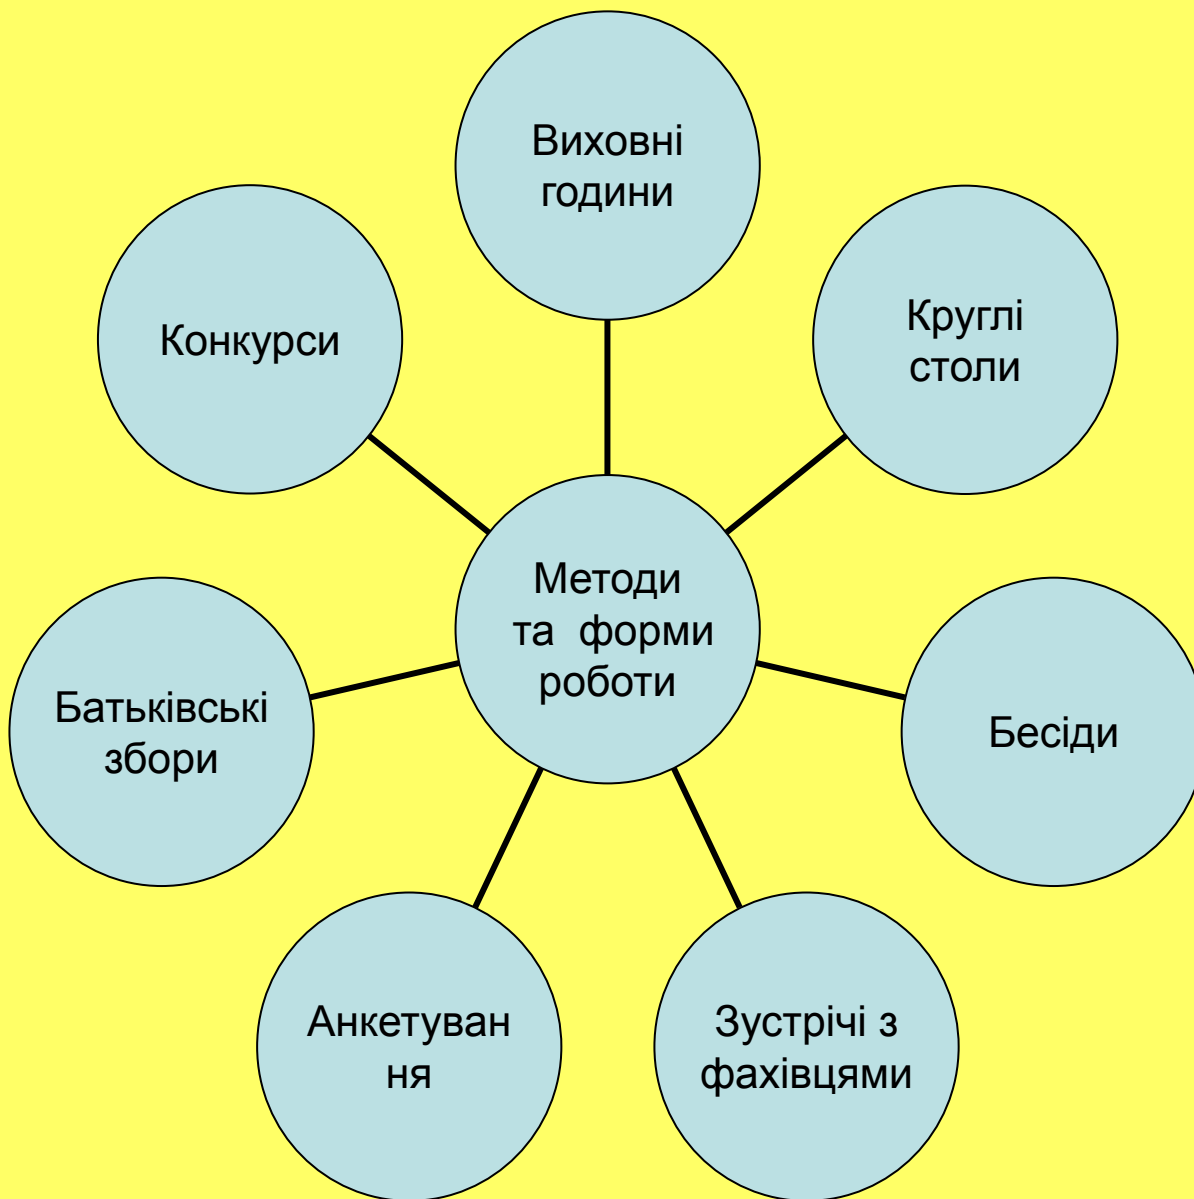 Виховні
години
Круглі
столи
Конкурси
Методи
та форми
роботи
Батьківські
збори
Бесіди
Анкетуван
ня
Зустрічі з
фахівцями